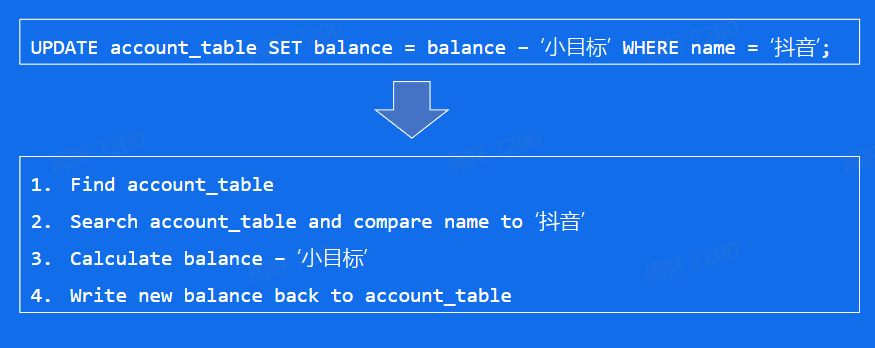 UPDATE account_table SET balance = balance – ‘小目标’ WHERE name = ‘抖音’;
1. Find account_table
2. Search account_table and compare name to ‘抖音’
3. Calculate balance – ‘小目标’
4. Write new balance back to account_table